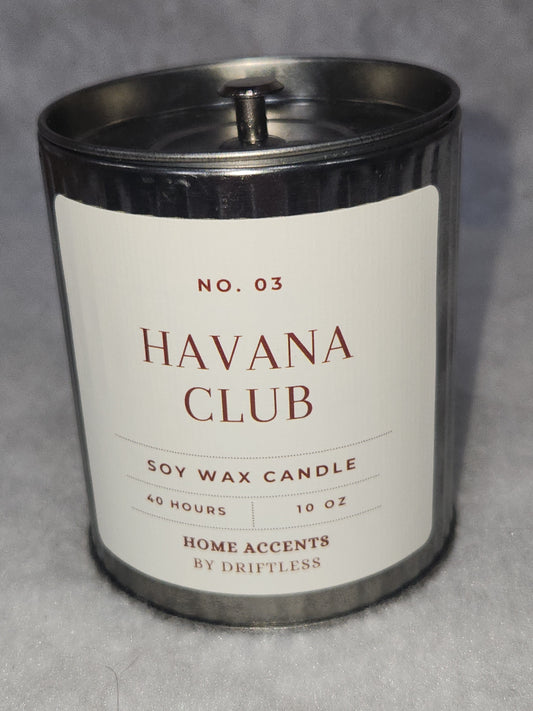 NO. 03
HAVANA
CLUB
SOY WAX CANDLE
40 HOURS 10 OZ
HOME ACCENTS
BY DRIFTLESS